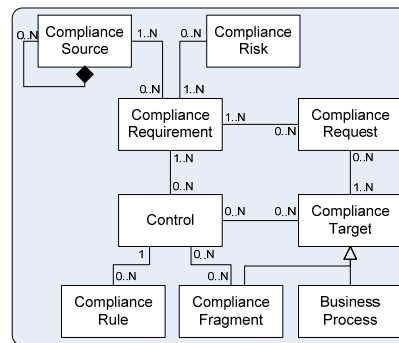 Compliance
Source
0..N
1..N
0..N
Compliance
Risk
0..N
1..N
Compliance
Requirement
1..N
0..N
Compliance
Request
1..N
0..N
0..N
1..N
Control
0..N
0..N
Compliance
Target
1
0..N
0..N
0..N
Compliance
Rule
Compliance
Fragment
Business
Process